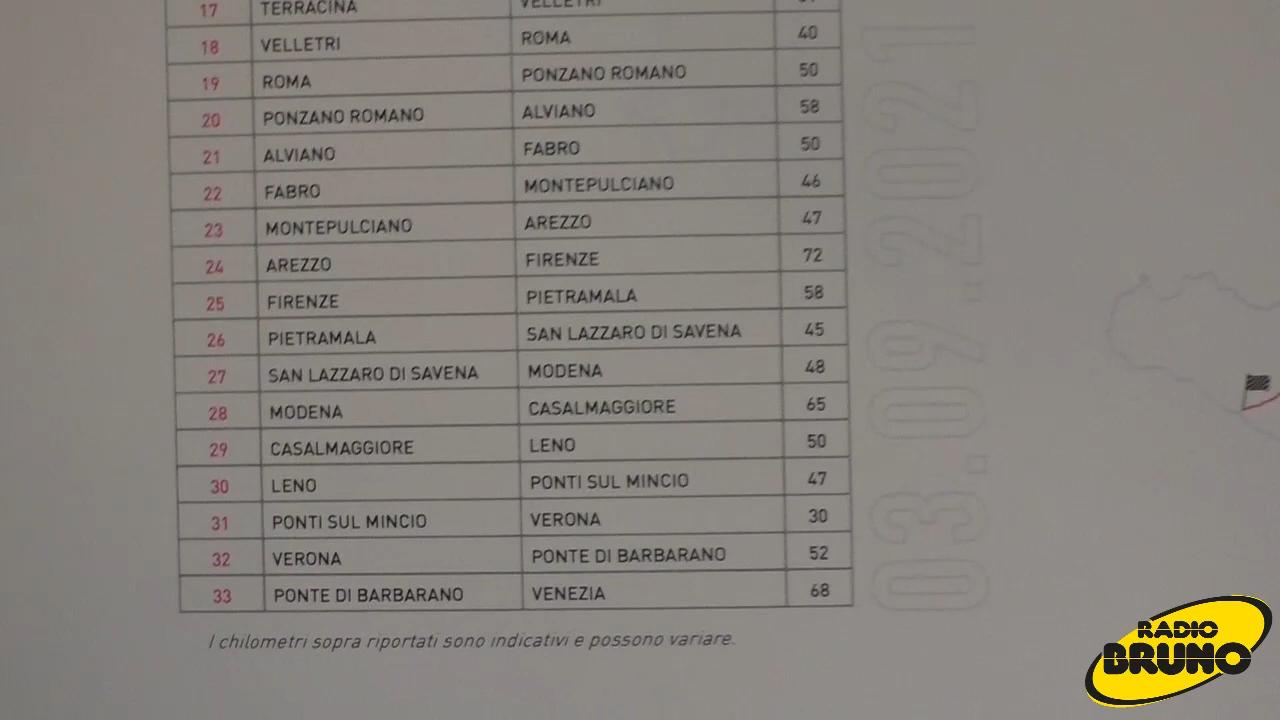 17 TERRACINA VELLETRI
18 VELLETRI ROMA 40
19 ROMA PONZANO ROMANO 50
20 PONZANO ROMANO ALVIANO 58
21 ALVIANO FABRO 50
22 FABRO MONTEPULCIANO 46
23 MONTEPULCIANO AREZZO 47
24 AREZZO FIRENZE 72
25 FIRENZE PIETRAMALA 58
26 PIETRAMALA SAN LAZZARO DI SAVENA 45
27 SAN LAZZARO DI SAVENA MODENA 48
28 MODENA CASALMAGGIORE 65
29 CASALMAGGIORE LENO 50
30 LENO PONTI SUL MINCIO 47
31 PONTI SUL MINCIO VERONA 30
32 VERONA PONTE DI BARBARANO 52
33 PONTE DI BARBARANO VENEZIA 68
I chilometri sopra riportati sono indicativi e possono variare.
03.09.2021
RADIO
BRUNO